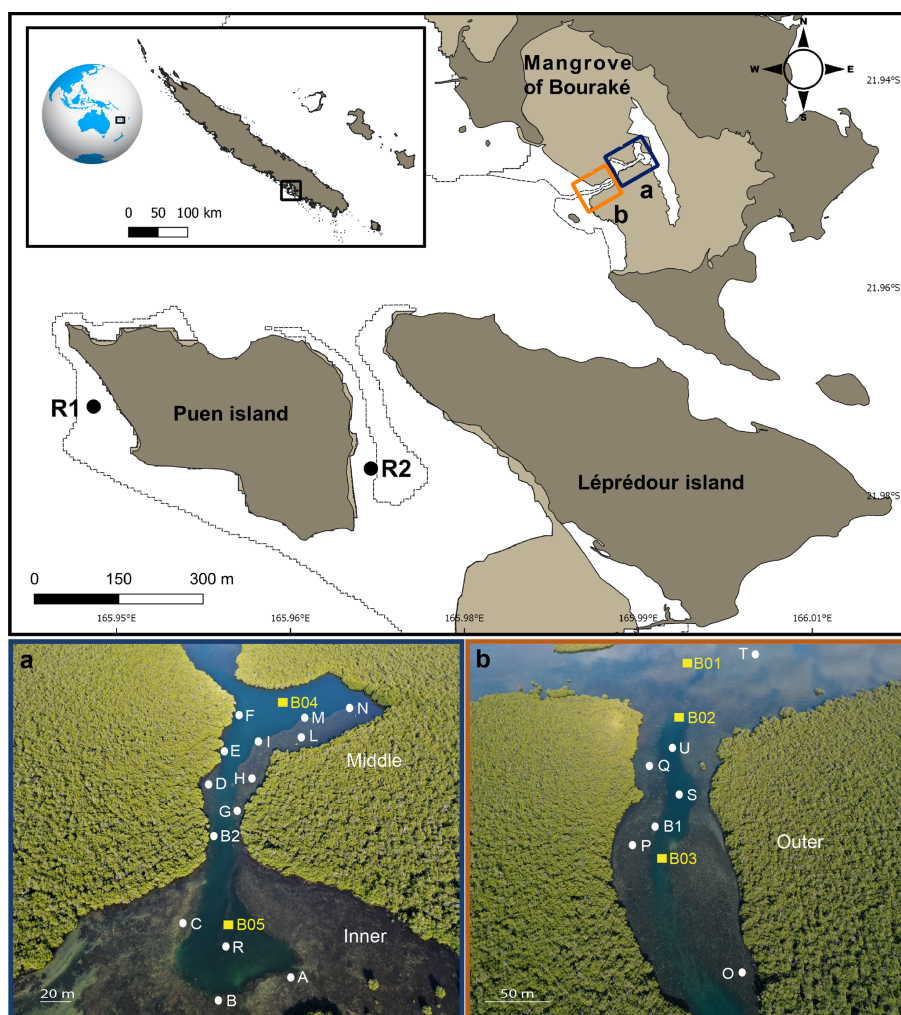 N
W
E
S
Mangrove
of Bouraké
21.94°S
a
b
0 50 100 km
21.96°S
R1
Puen island
R2
Léprédour island
21.98°S
0 150 300 m
165.95°E 165.96°E 165.98°E 165.99°E 166.01°E
a
B04
F
M
N
I
L
E
Middle
D
H
G
B2
C
B05
Inner
R
A
B
20 m
b
T
B01
B02
U
Q
S
B1
P
B03
Outer
O
50 m